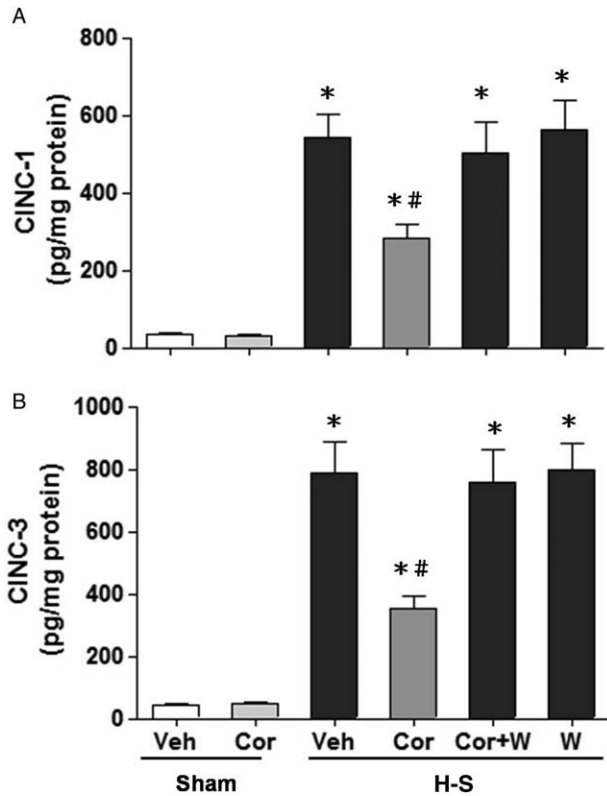 A
CINC-1
(pg/mg protein)
800
600
400
200
0
*
* #
*
*
B
CINC-3
(pg/mg protein)
1000
800
600
400
200
0
*
* #
*
*
Veh Cor Veh Cor Cor+W W
Sham H-S